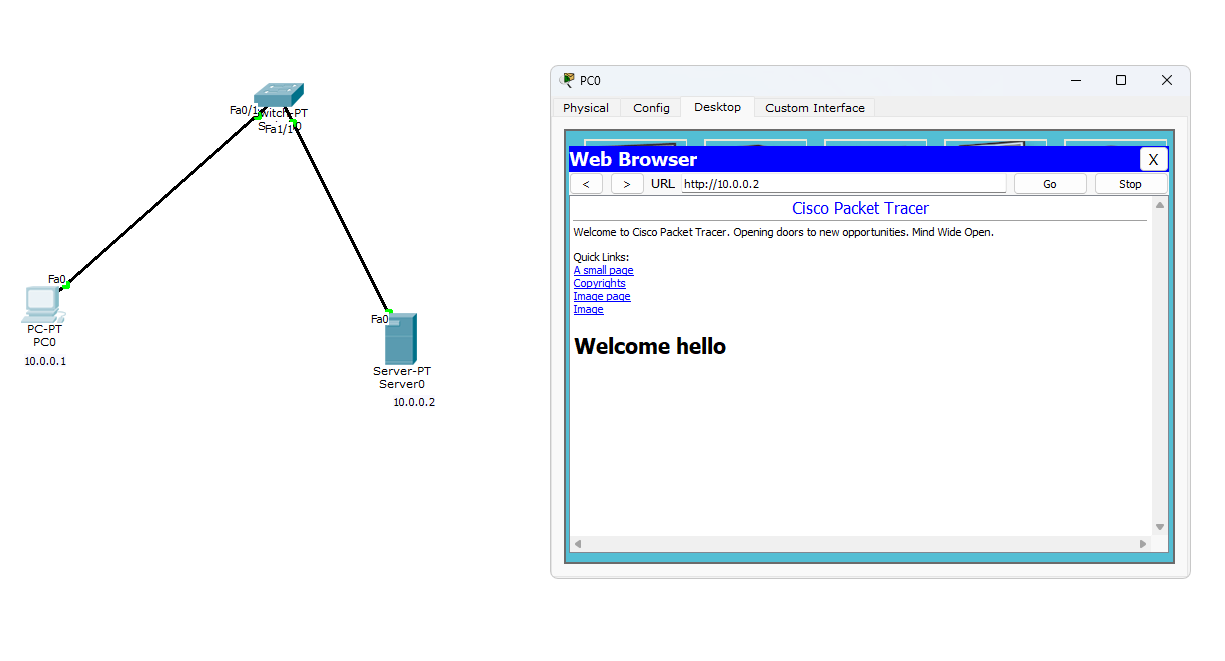 Fa0/1
witch-PT
S
Fa1/1
0
Fa0
PC-PT
PC0
10.0.0.1
Fa0
Server-PT
Server0
10.0.0.2
PC0
Physical Config Desktop Custom Interface
Web Browser X
< > URL http://10.0.0.2 Go Stop
Cisco Packet Tracer
Welcome to Cisco Packet Tracer. Opening doors to new opportunities. Mind Wide Open.
Quick Links:
A small page
Copyrights
Image page
Image
Welcome hello